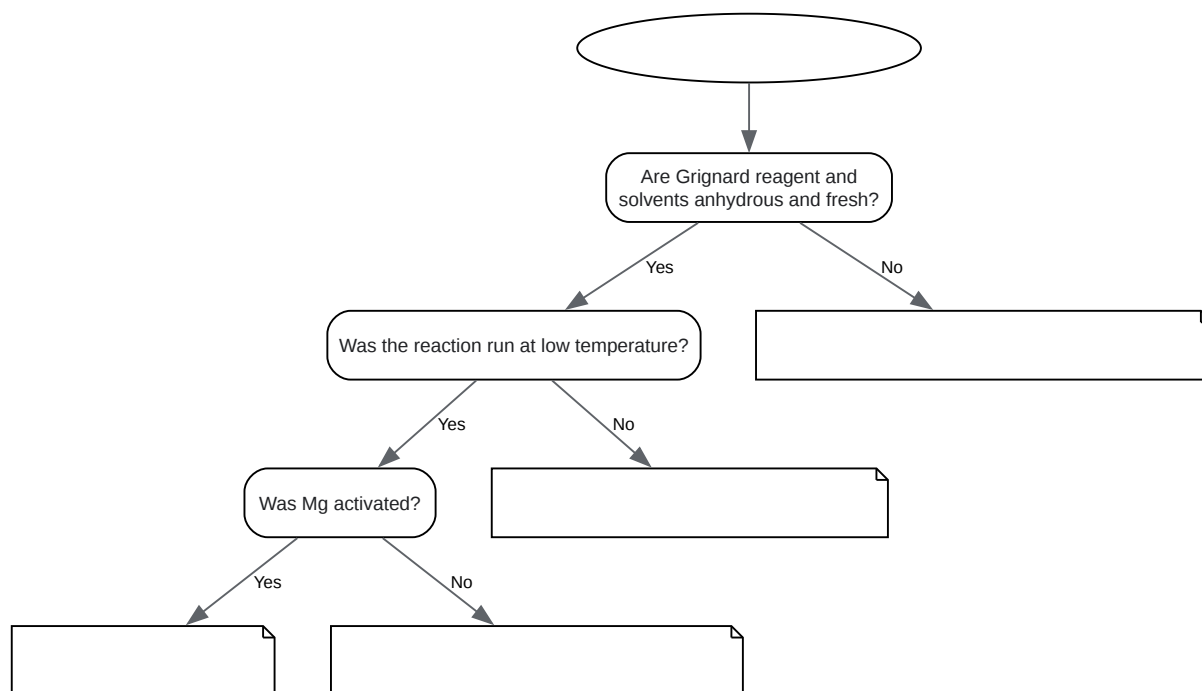 Are Grignard reagent and
solvents anhydrous and fresh?
Yes
No
Was the reaction run at low temperature?
Yes
No
Was Mg activated?
Yes
No